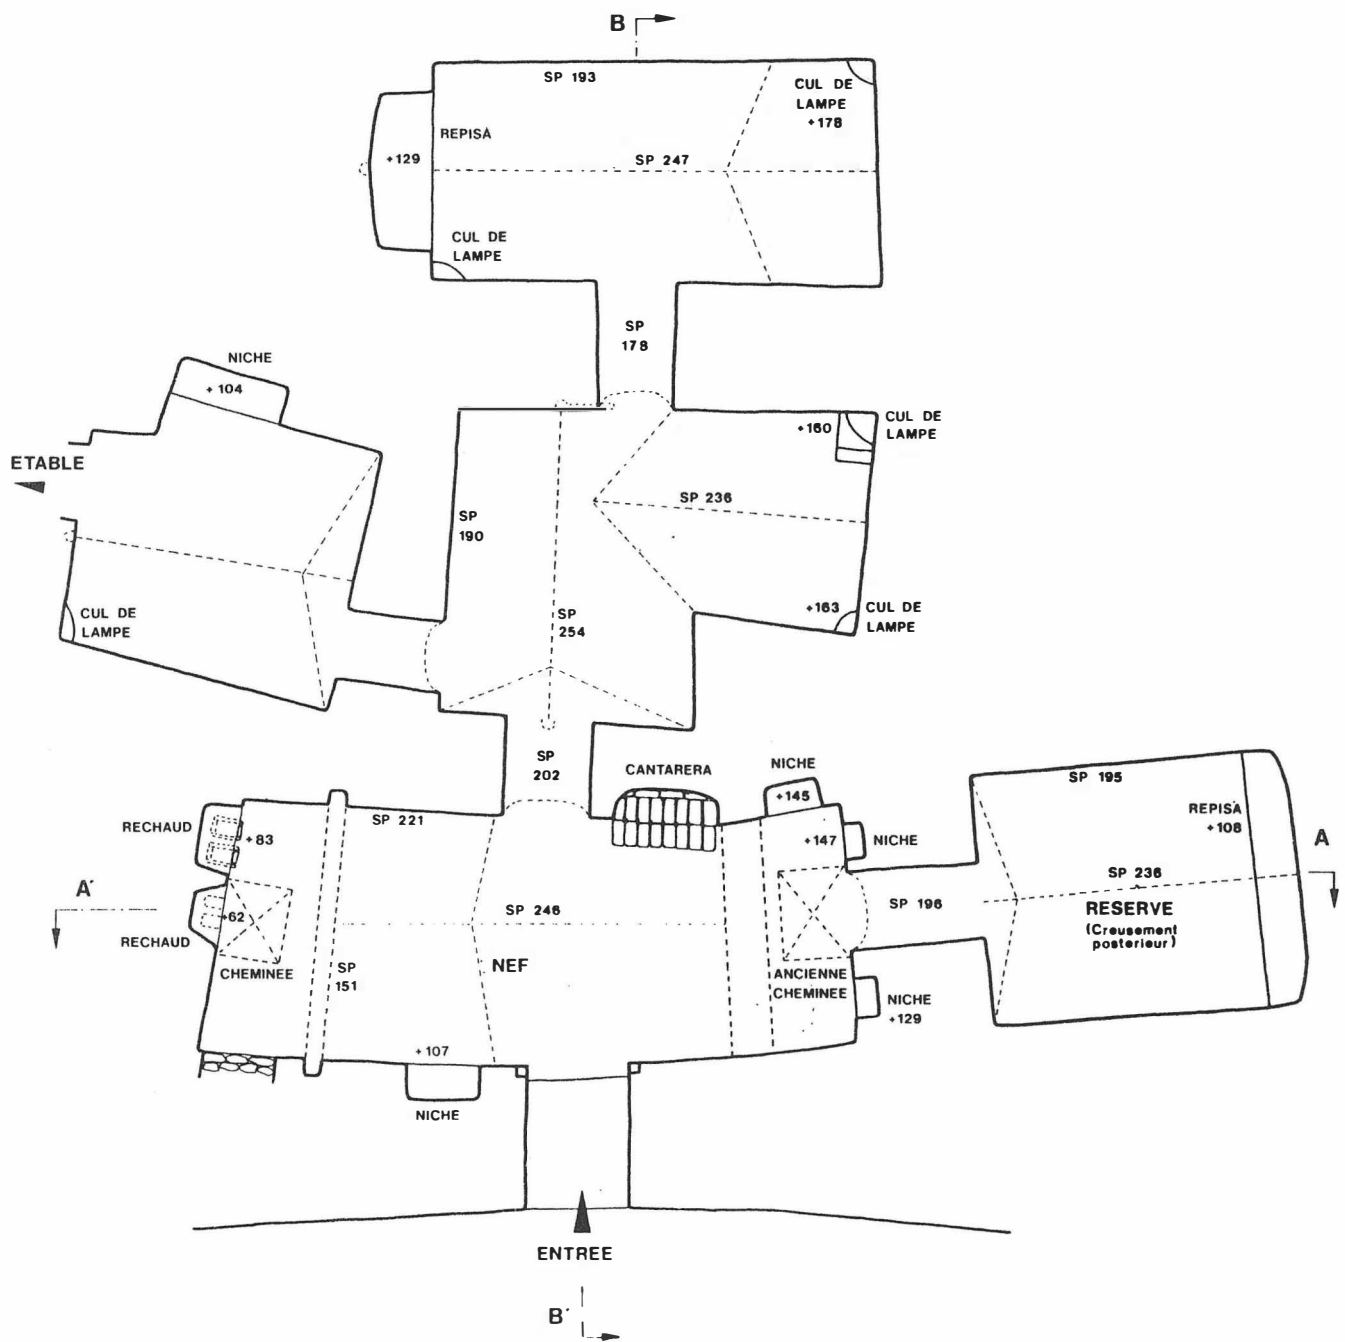 B
SP 193
CUL DE
LAMPE
+178
REPISA
+129
SP 247
CUL DE
LAMPE
SP
178
NICHE
+104
+160
CUL DE
LAMPE
ETABLE
SP 236
SP
190
CUL DE
LAMPE
SP
254
+163
CUL DE
LAMPE
SP
202
CANTARERA
NICHE
+145
SP 195
RECHAUD
+83
SP 221
+147
NICHE
REPISA
+108
A
A'
+62
SP 246
SP 196
SP 236
RESERVE
(Creusement
posterieur)
RECHAUD
CHEMINEE
SP
151
NEF
ANCIENNE
CHEMINEE
NICHE
+129
+107
NICHE
ENTREE
B'